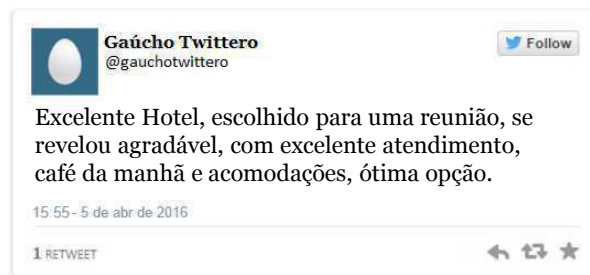 Gaúcho Twittero
Follow
@gauchotwittero
Excelente Hotel, escolhido para uma reunião, se
revelou agradável, com excelente atendimento,
café da manhã e acomodações, ótima opção.
15:55 - 5 de abr de 2016
1 RETWEET